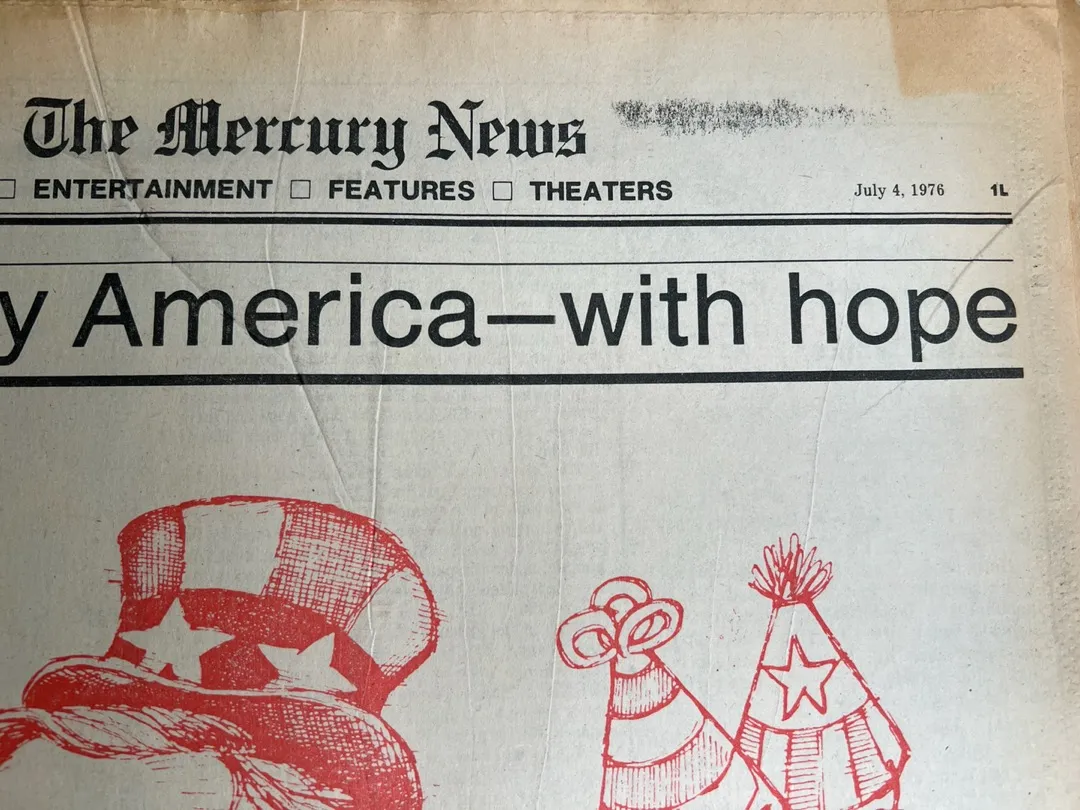 The Mercury News
□ ENTERTAINMENT □ FEATURES □ THEATERS July 4, 1976 1L
y America—with hope